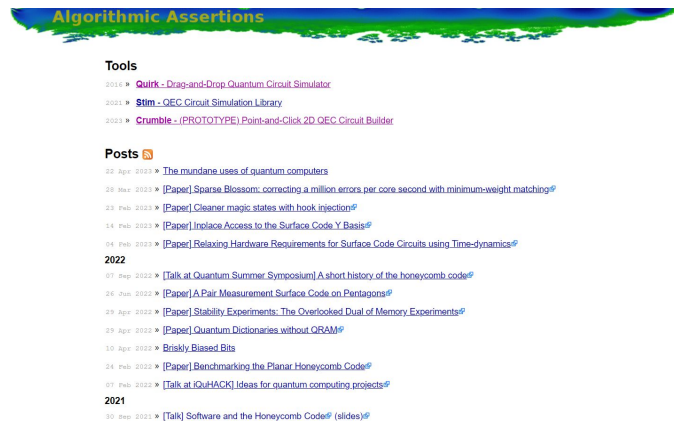 Algorithmic Assertions
Tools
2016 » Quirk - Drag-and-Drop Quantum Circuit Simulator
2021 » Stim - QEC Circuit Simulation Library
2023 » Crumble - (PROTOTYPE) Point-and-Click 2D QEC Circuit Builder
Posts
22 Apr 2023 » The mundane uses of quantum computers
28 Mar 2023 » [Paper] Sparse Blossom: correcting a million errors per core second with minimum-weight matching
23 Feb 2023 » [Paper] Cleaner magic states with hook injection
14 Feb 2023 » [Paper] Inplace Access to the Surface Code Y Basis
04 Feb 2023 » [Paper] Relaxing Hardware Requirements for Surface Code Circuits using Time-dynamics
2022
07 Sep 2022 » [Talk at Quantum Summer Symposium] A short history of the honeycomb code
26 Jun 2022 » [Paper] A Pair Measurement Surface Code on Pentagons
29 Apr 2022 » [Paper] Stability Experiments: The Overlooked Dual of Memory Experiments
29 Apr 2022 » [Paper] Quantum Dictionaries without QRAM
10 Apr 2022 » Briskly Biased Bits
24 Feb 2022 » [Paper] Benchmarking the Planar Honeycomb Code
07 Feb 2022 » [Talk at iQuHACK] Ideas for quantum computing projects
2021
30 Sep 2021 » [Talk] Software and the Honeycomb Code (slides)